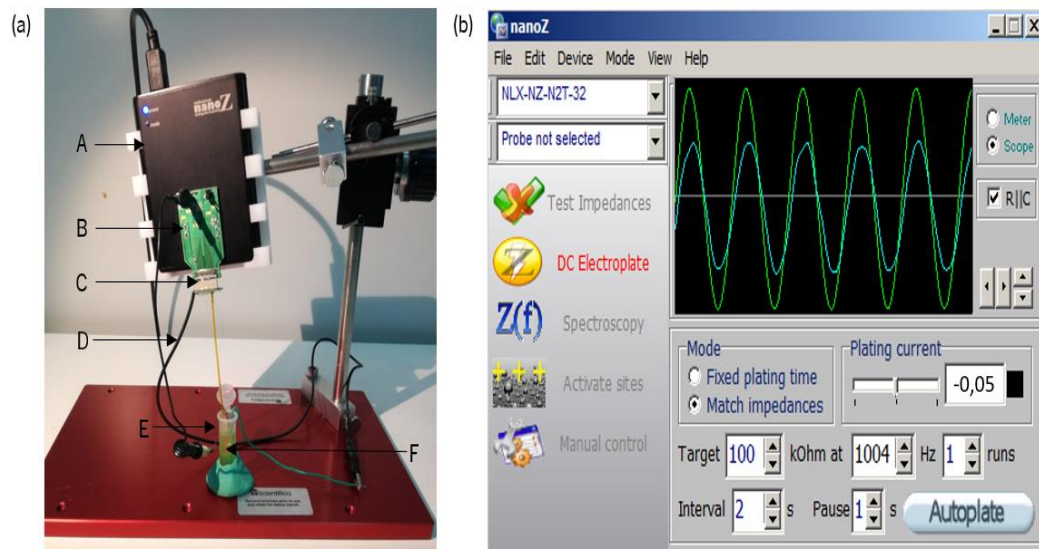 (a)
nanoZ
A
B
C
D
E
F
(b)
nanoZ
File Edit Device Mode View Help
NLX-NZ-N2T-32
Probe not selected
Test Impedances
DC Electroplate
Z(f) Spectroscopy
Activate sites
Manual control
Meter
Scope
R||C
Mode
Fixed plating time
Match impedances
Plating current
-0,05
Target 100 kOhm at 1004 Hz 1 runs
Interval 2 s Pause 1 s Autoplate